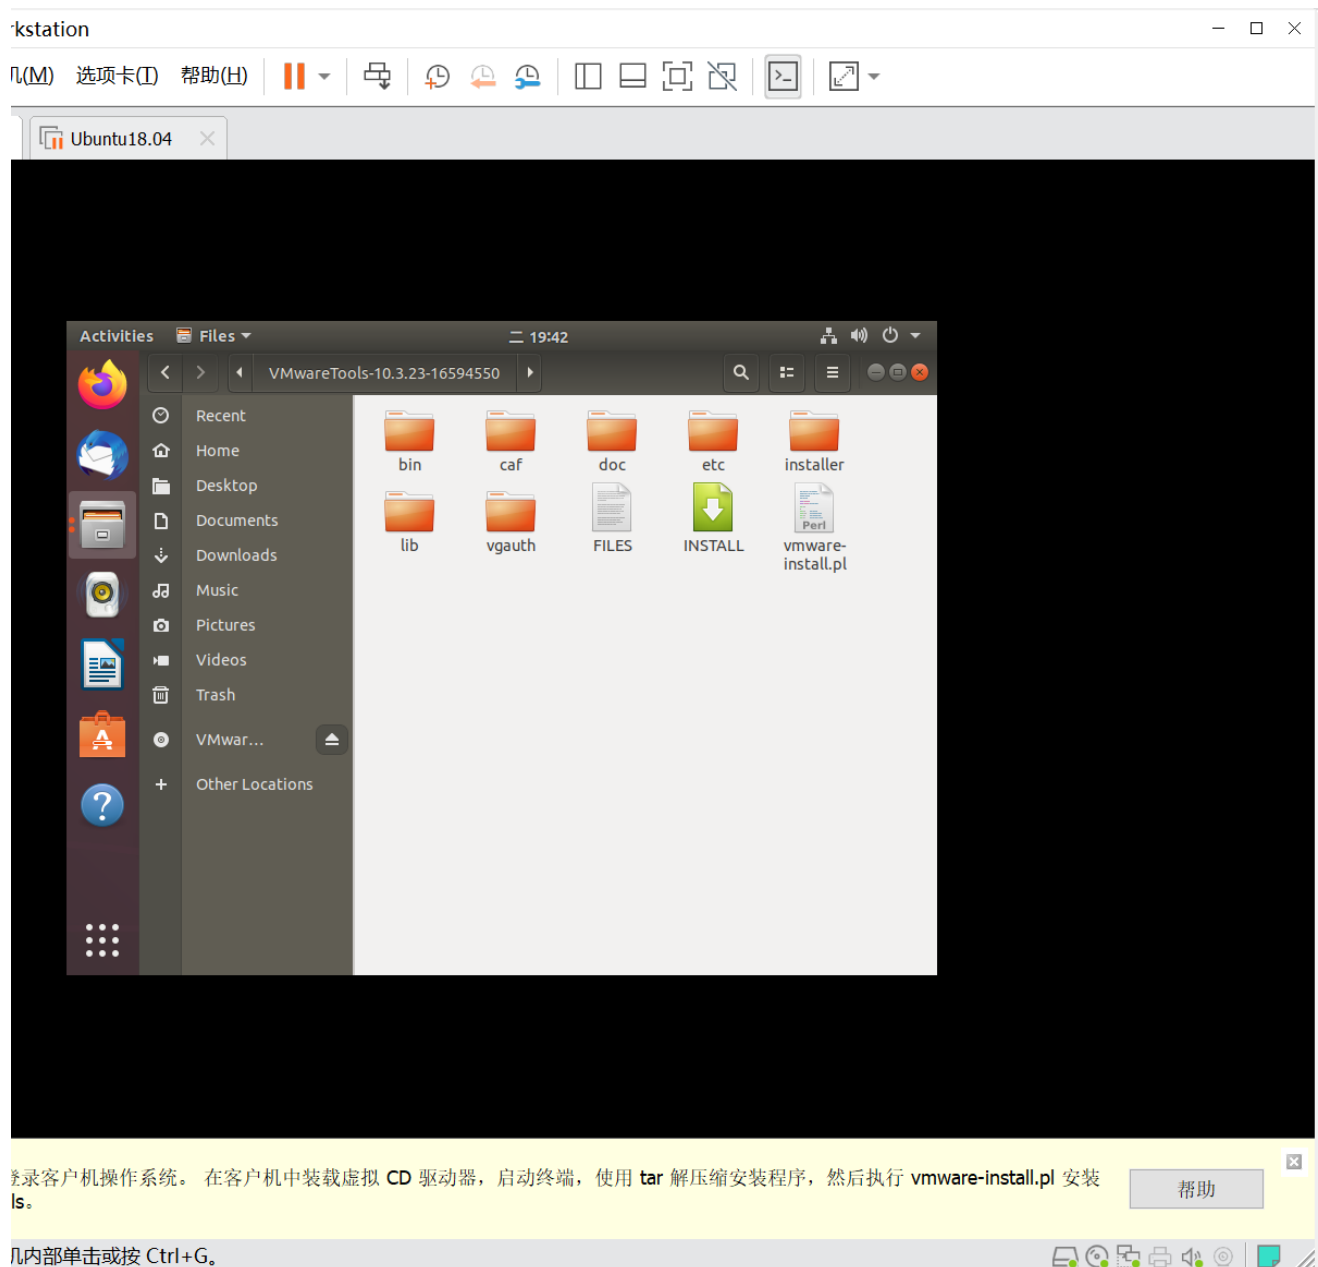 rkstation
机(M) 选项卡(T) 帮助(H)
Ubuntu18.04
Activities Files 二 19:42
VMwareTools-10.3.23-16594550
Recent
Home
Desktop
Documents
Downloads
Music
Pictures
Videos
Trash
VMwar...
Other Locations
bin caf doc etc installer
lib vgauth FILES INSTALL vmware-
install.pl
Perl
登录客户机操作系统。 在客户机中装载虚拟 CD 驱动器，启动终端，使用 tar 解压缩安装程序，然后执行 vmware-install.pl 安装
ls。
帮助
机内部单击或按 Ctrl+G。